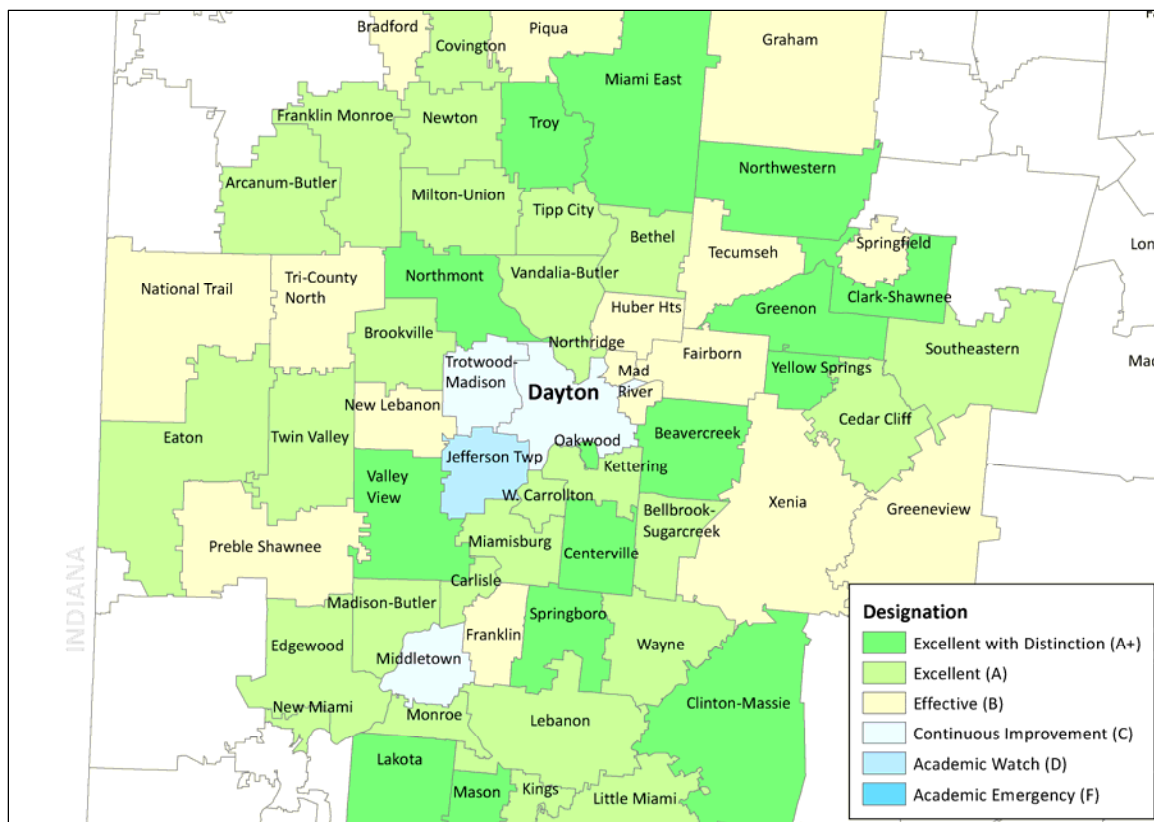 Bradford
Piqua
Covington
Graham
Miami East
Franklin Monroe
Newton
Troy
Northwestern
Arcanum-Butler
Milton-Union
Tipp City
Bethel
Tecumseh
Springfield
Lon
National Trail
Tri-County
North
Northmont
Vandalia-Butler
Clark-Shawnee
Huber Hts
Greenon
Brookville
Northridge
Fairborn
Southeastern
Trotwood-
Madison
Mad
River
Yellow Springs
Mad
Dayton
New Lebanon
Cedar Cliff
Eaton
Twin Valley
Oakwood
Beavercreek
Jefferson Twp
Kettering
Valley
View
W. Carrollton
Xenia
Greeneview
Bellbrook-
Sugarcreek
Preble Shawnee
Miamisburg
Centerville
Carlisle
INDIANA
Madison-Butler
Springboro
Franklin
Edgewood
Wayne
Middletown
New Miami
Monroe
Lebanon
Clinton-Massie
Lakota
Mason
Kings
Little Miami
Designation
Excellent with Distinction (A+)
Excellent (A)
Effective (B)
Continuous Improvement (C)
Academic Watch (D)
Academic Emergency (F)